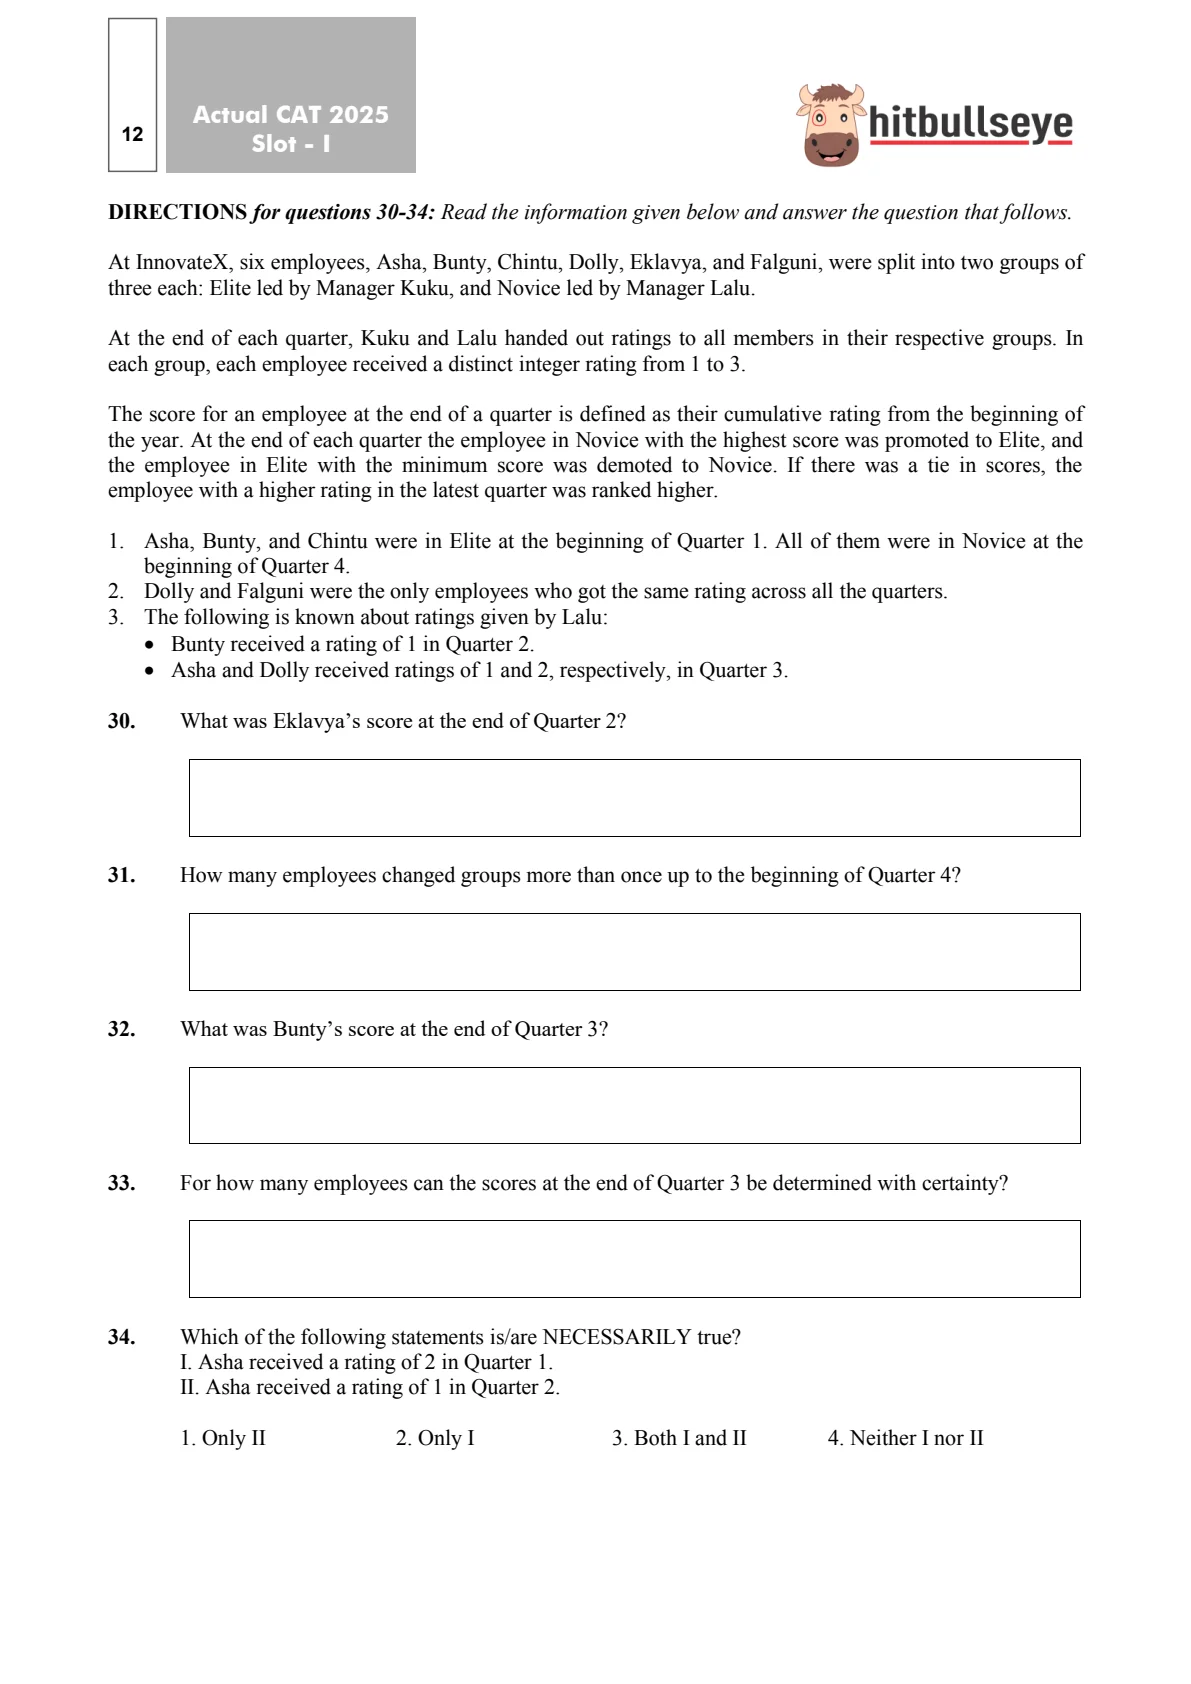 12
Actual CAT 2025
Slot - I
hitbullseye
DIRECTIONS for questions 30-34: Read the information given below and answer the question that follows.
At InnovateX, six employees, Asha, Bunty, Chintu, Dolly, Eklavya, and Falguni, were split into two groups of
three each: Elite led by Manager Kuku, and Novice led by Manager Lalu.
At the end of each quarter, Kuku and Lalu handed out ratings to all members in their respective groups. In
each group, each employee received a distinct integer rating from 1 to 3.
The score for an employee at the end of a quarter is defined as their cumulative rating from the beginning of
the year. At the end of each quarter the employee in Novice with the highest score was promoted to Elite, and
the employee in Elite with the minimum score was demoted to Novice. If there was a tie in scores, the
employee with a higher rating in the latest quarter was ranked higher.
1. Asha, Bunty, and Chintu were in Elite at the beginning of Quarter 1. All of them were in Novice at the
beginning of Quarter 4.
2. Dolly and Falguni were the only employees who got the same rating across all the quarters.
3. The following is known about ratings given by Lalu:
• Bunty received a rating of 1 in Quarter 2.
• Asha and Dolly received ratings of 1 and 2, respectively, in Quarter 3.
30. What was Eklavya’s score at the end of Quarter 2?
31. How many employees changed groups more than once up to the beginning of Quarter 4?
32. What was Bunty’s score at the end of Quarter 3?
33. For how many employees can the scores at the end of Quarter 3 be determined with certainty?
34. Which of the following statements is/are NECESSARILY true?
I. Asha received a rating of 2 in Quarter 1.
II. Asha received a rating of 1 in Quarter 2.
1. Only II 2. Only I 3. Both I and II 4. Neither I nor II